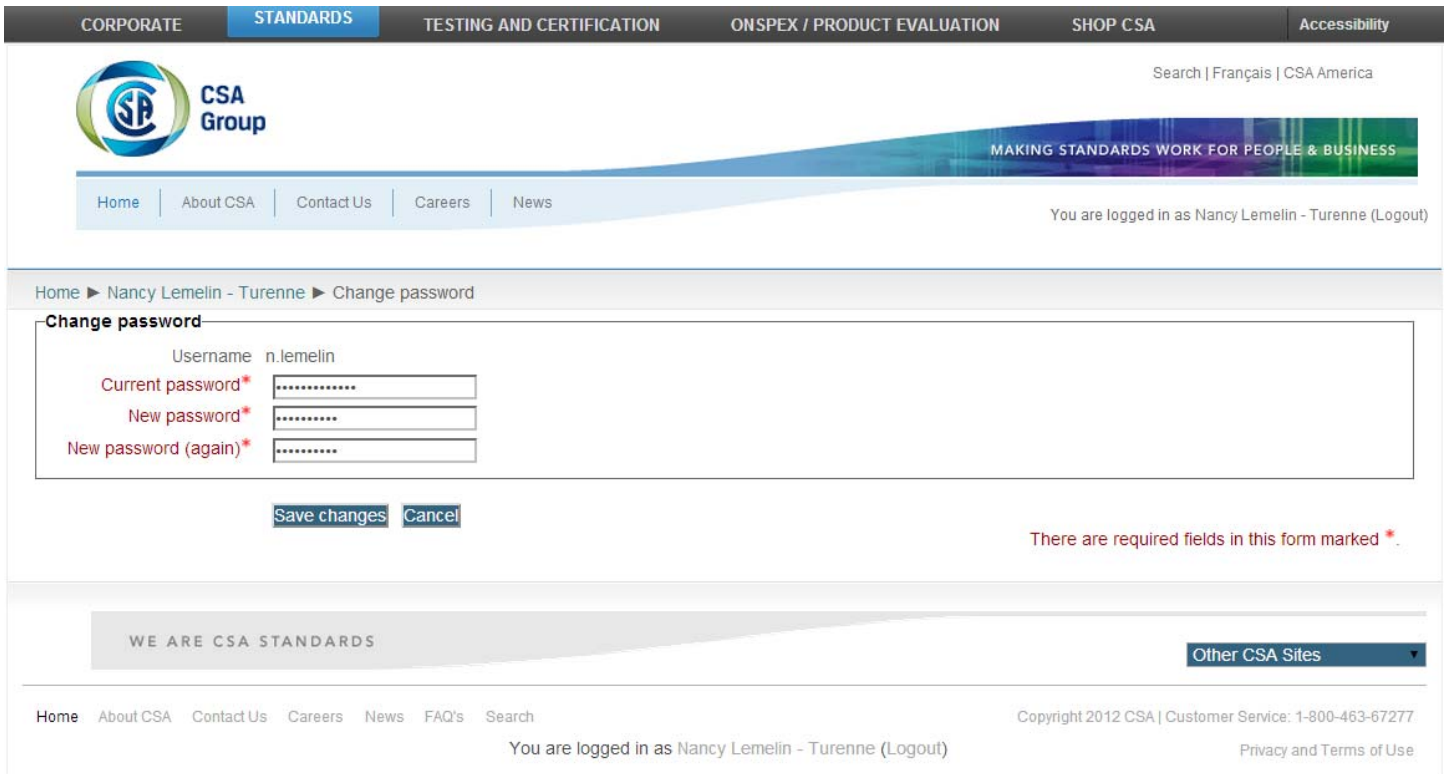 CORPORATE STANDARDS TESTING AND CERTIFICATION ONSPEX / PRODUCT EVALUATION SHOP CSA Accessibility
Search | Français | CSA America
CSA
Group
MAKING STANDARDS WORK FOR PEOPLE & BUSINESS
Home About CSA Contact Us Careers News
You are logged in as Nancy Lemelin - Turenne (Logout)
Home ► Nancy Lemelin - Turenne ► Change password
Change password
Username n.lemelin
Current password* •••••••••••••
New password* ••••••••••
New password (again)* ••••••••••
Save changes Cancel
There are required fields in this form marked *.
WE ARE CSA STANDARDS
Other CSA Sites
Home About CSA Contact Us Careers News FAQ's Search
Copyright 2012 CSA | Customer Service: 1-800-463-67277
You are logged in as Nancy Lemelin - Turenne (Logout)
Privacy and Terms of Use